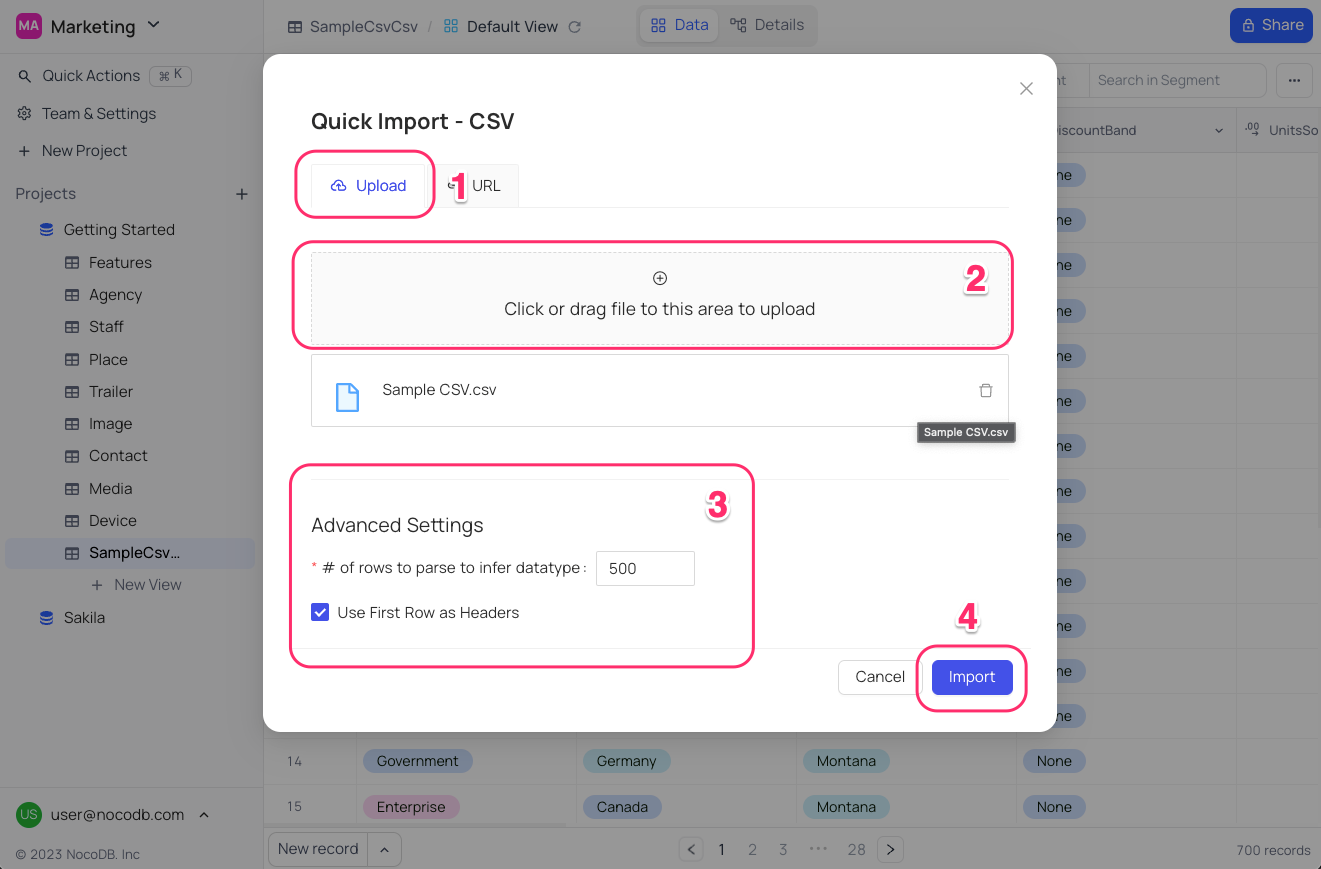 MA Marketing
SampleCsvCsv / Default View
Data
Details
Share
Quick Actions ⌘ K
Team & Settings
New Project
Projects
Getting Started
Features
Agency
Staff
Place
Trailer
Image
Contact
Media
Device
SampleCsv...
New View
Sakila
US user@nocodb.com
© 2023 NocoDB. Inc
Search in Segment
UnitsSo
Quick Import - CSV
Upload
1
URL
2
Click or drag file to this area to upload
Sample CSV.csv
Sample CSV.csv
3
Advanced Settings
* # of rows to parse to infer datatype : 500
Use First Row as Headers
4
Cancel
Import
14 Government Germany Montana None
15 Enterprise Canada Montana None
New record
1 2 3 ••• 28
700 records